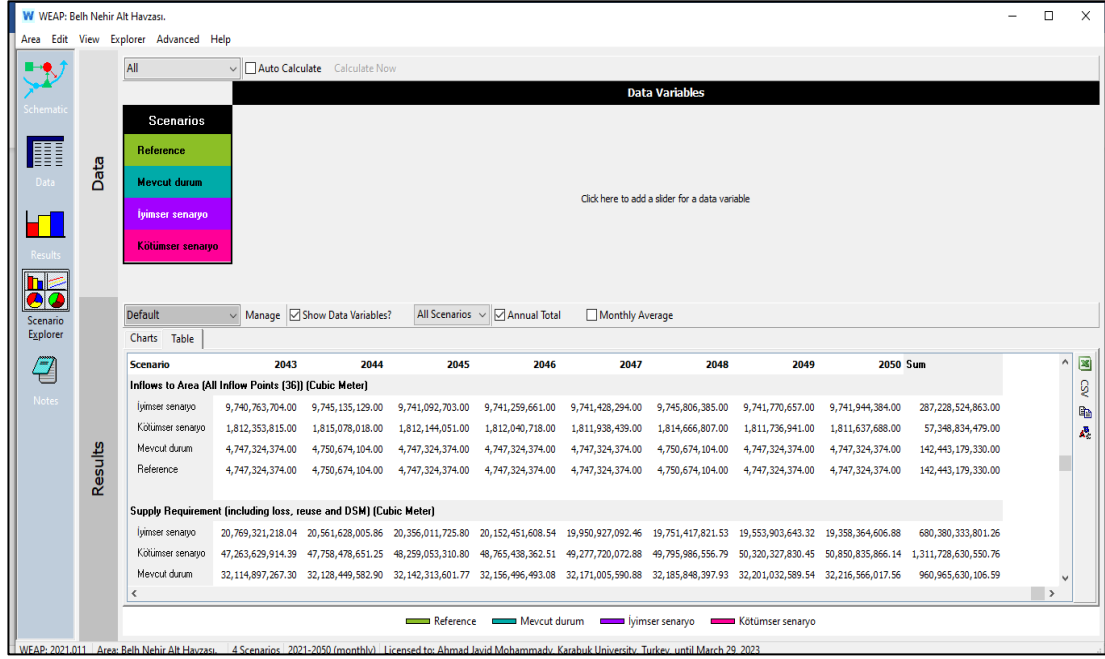 WEAP: Belh Nehir Alt Havzası.
Area Edit View Explorer Advanced Help
Schematic
Data
Results
Scenario Explorer
Notes
Data
All Auto Calculate Calculate Now
Data Variables
Scenarios
Reference
Mevcut durum
İyimser senaryo
Kötümser senaryo
Click here to add a slider for a data variable
Results
Default Manage Show Data Variables? All Scenarios Annual Total Monthly Average
Charts Table
Scenario 2043 2044 2045 2046 2047 2048 2049 2050 Sum
Inflows to Area (All Inflow Points (36)) (Cubic Meter)
İyimser senaryo 9,740,763,704.00 9,745,135,129.00 9,741,092,703.00 9,741,259,661.00 9,741,428,294.00 9,745,806,385.00 9,741,770,657.00 9,741,944,384.00 287,228,524,863.00
Kötümser senaryo 1,812,353,815.00 1,815,078,018.00 1,812,144,051.00 1,812,040,718.00 1,811,938,439.00 1,814,666,807.00 1,811,736,941.00 1,811,637,688.00 57,348,834,479.00
Mevcut durum 4,747,324,374.00 4,750,674,104.00 4,747,324,374.00 4,747,324,374.00 4,747,324,374.00 4,750,674,104.00 4,747,324,374.00 4,747,324,374.00 142,443,179,330.00
Reference 4,747,324,374.00 4,750,674,104.00 4,747,324,374.00 4,747,324,374.00 4,747,324,374.00 4,750,674,104.00 4,747,324,374.00 4,747,324,374.00 142,443,179,330.00
Supply Requirement (including loss, reuse and DSM) (Cubic Meter)
İyimser senaryo 20,769,321,218.04 20,561,628,005.86 20,356,011,725.80 20,152,451,608.54 19,950,927,092.46 19,751,417,821.53 19,553,903,643.32 19,358,364,606.88 680,380,333,801.26
Kötümser senaryo 47,263,629,914.39 47,758,478,651.25 48,259,053,310.80 48,765,438,362.51 49,277,720,072.88 49,795,986,556.79 50,320,327,830.45 50,850,835,866.14 1,311,728,630,550.76
Mevcut durum 32,114,897,267.30 32,128,449,582.90 32,142,313,601.77 32,156,496,493.08 32,171,005,590.88 32,185,848,397.93 32,201,032,589.54 32,216,566,017.56 960,965,630,106.59
CSV
Reference Mevcut durum İyimser senaryo Kötümser senaryo
WEAP: 2021.011 Area: Belh Nehir Alt Havzası. 4 Scenarios 2021-2050 (monthly) Licensed to: Ahmad Javid Mohammady, Karabuk University, Turkey, until March 29, 2023